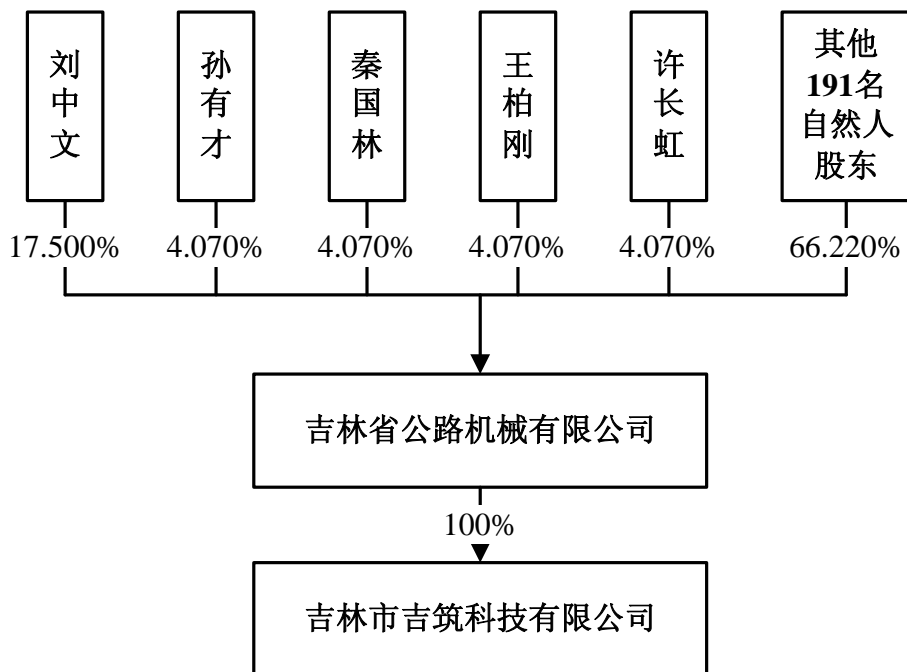 刘中文
孙有才
秦国林
王柏刚
许长虹
其他
191名
自然人
股东
17.500%
4.070%
4.070%
4.070%
4.070%
66.220%
吉林省公路机械有限公司
100%
吉林市吉筑科技有限公司